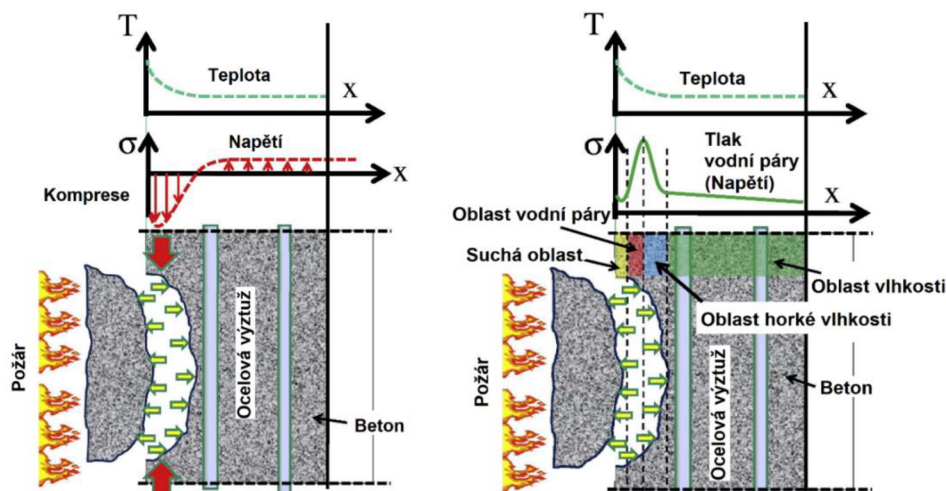 T
Teplota
x
σ
Napětí
x
Komprese
Požár
Ocelová výztuž
Beton
T
Teplota
x
σ
Tlak
vodní páry
(Napětí)
x
Oblast vodní páry
Suchá oblast
Oblast vlhkosti
Oblast horké vlhkosti
Požár
Ocelová výztuž
Beton